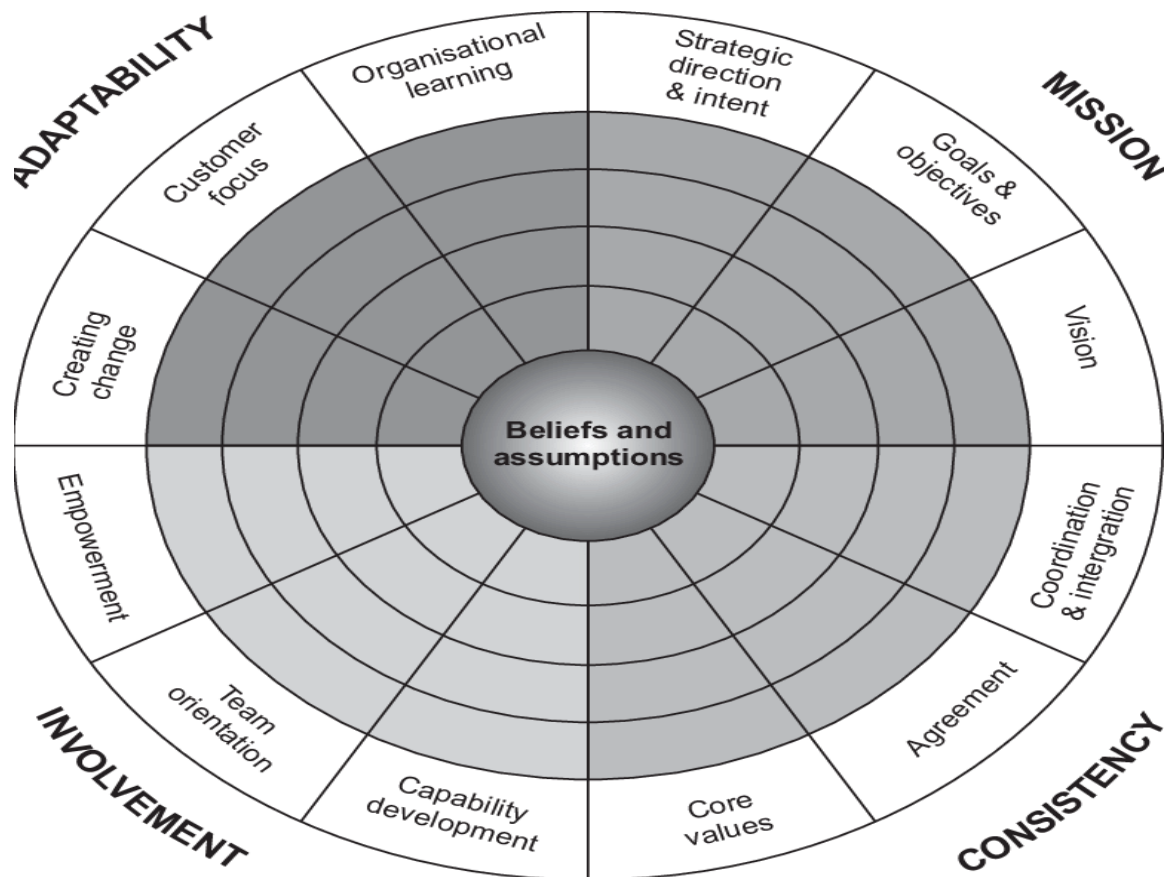 ADAPTABILITY
Organisational
learning
Customer
focus
Creating
change
MISSION
Strategic
direction
& intent
Goals &
objectives
Vision
Beliefs and
assumptions
INVOLVEMENT
Empowerment
Team
orientation
Capability
development
CONSISTENCY
Coordination
& intergration
Agreement
Core
values